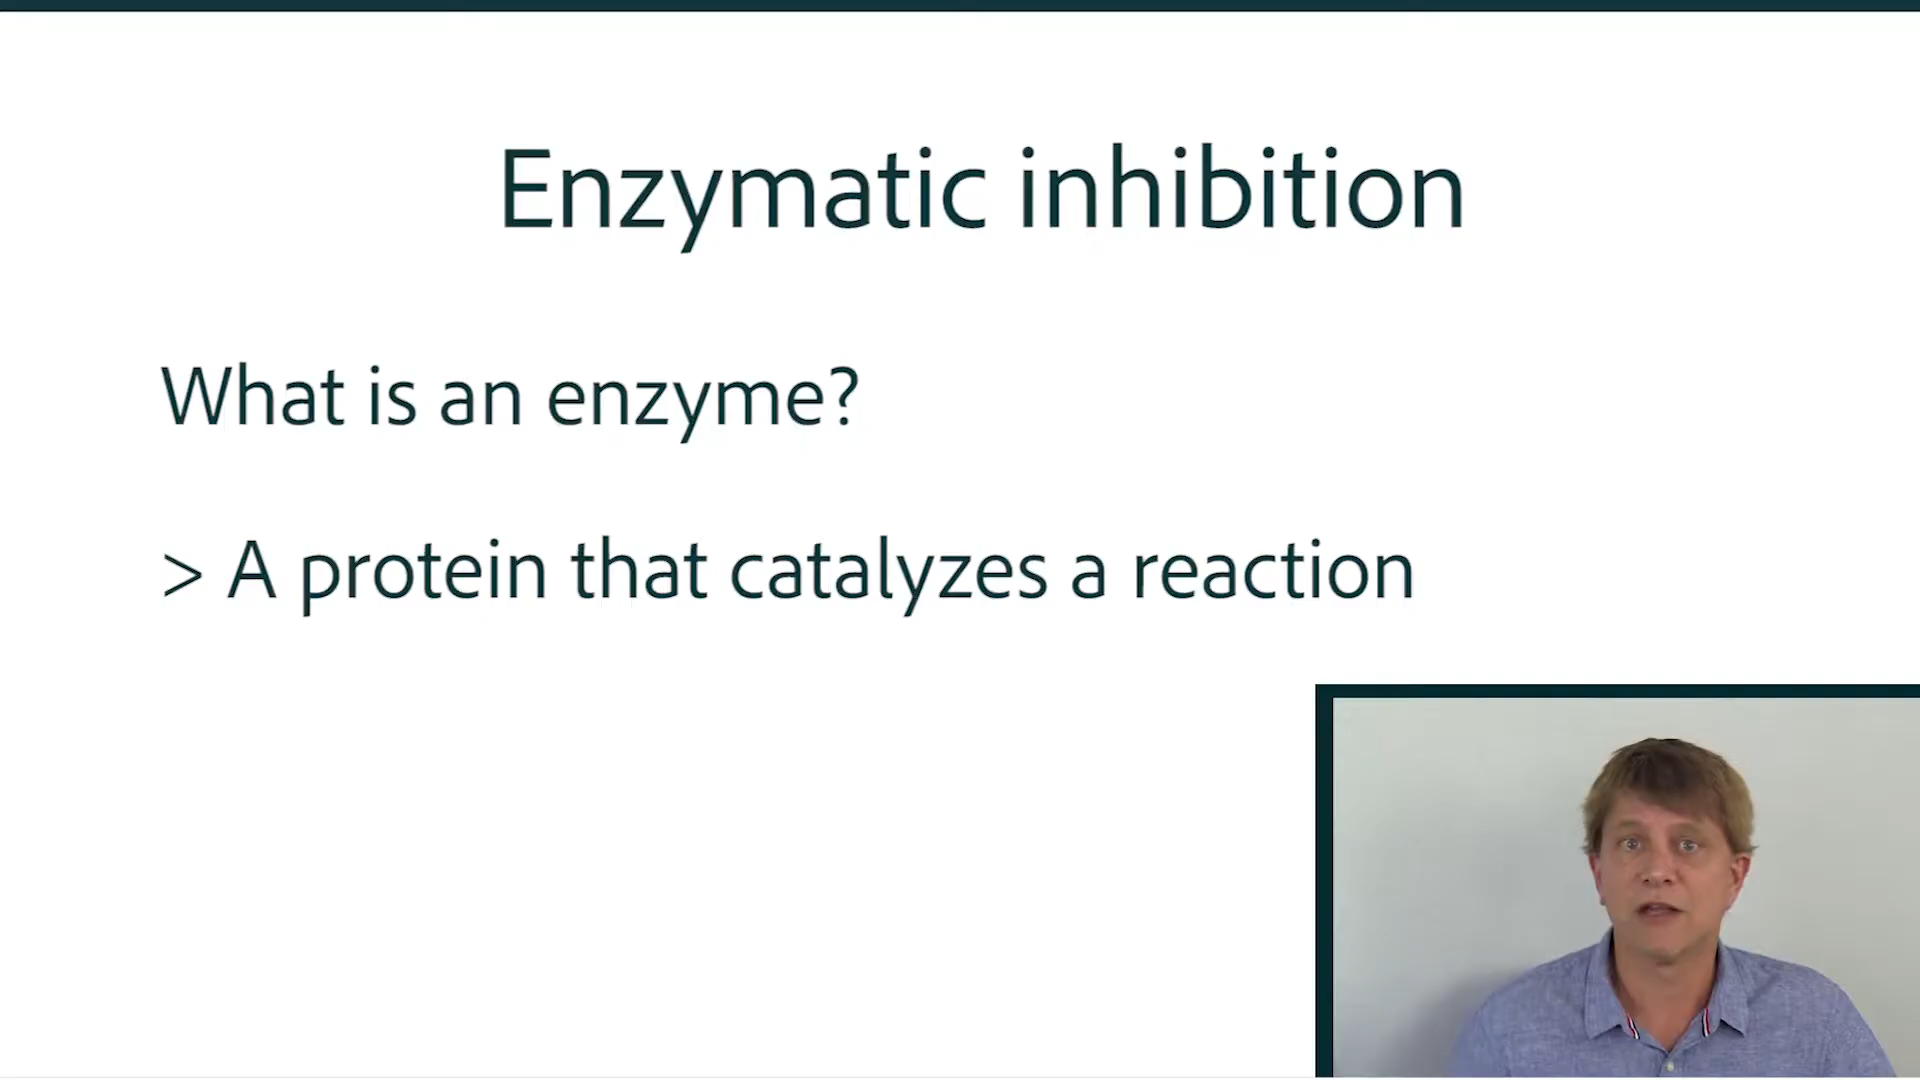 Enzymatic inhibition
What is an enzyme?
> A protein that catalyzes a reaction